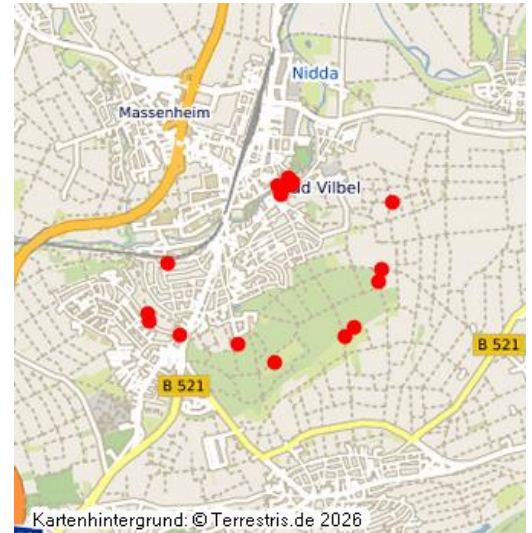 Nidda
Massenheim
ad Vilbel
B 521
B 521
Kartenhintergrund: © Terrestris.de 2026